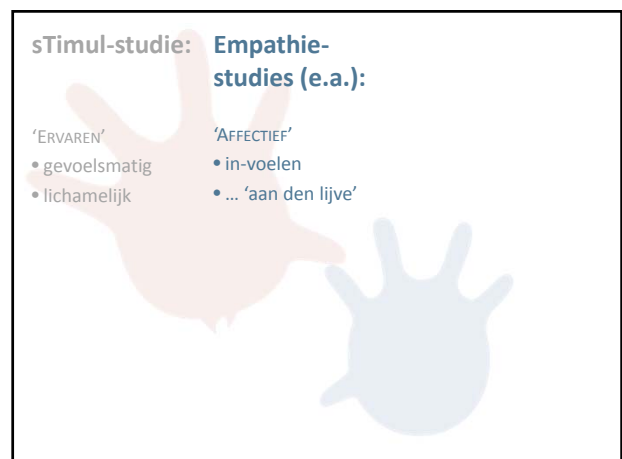 sTimul-studie:
'ERVAREN'
• gevoelsmatig
• lichamelijk
Empathie-
studies (e.a.):
'AFFECTIEF'
• in-voelen
• ... 'aan den lijve'